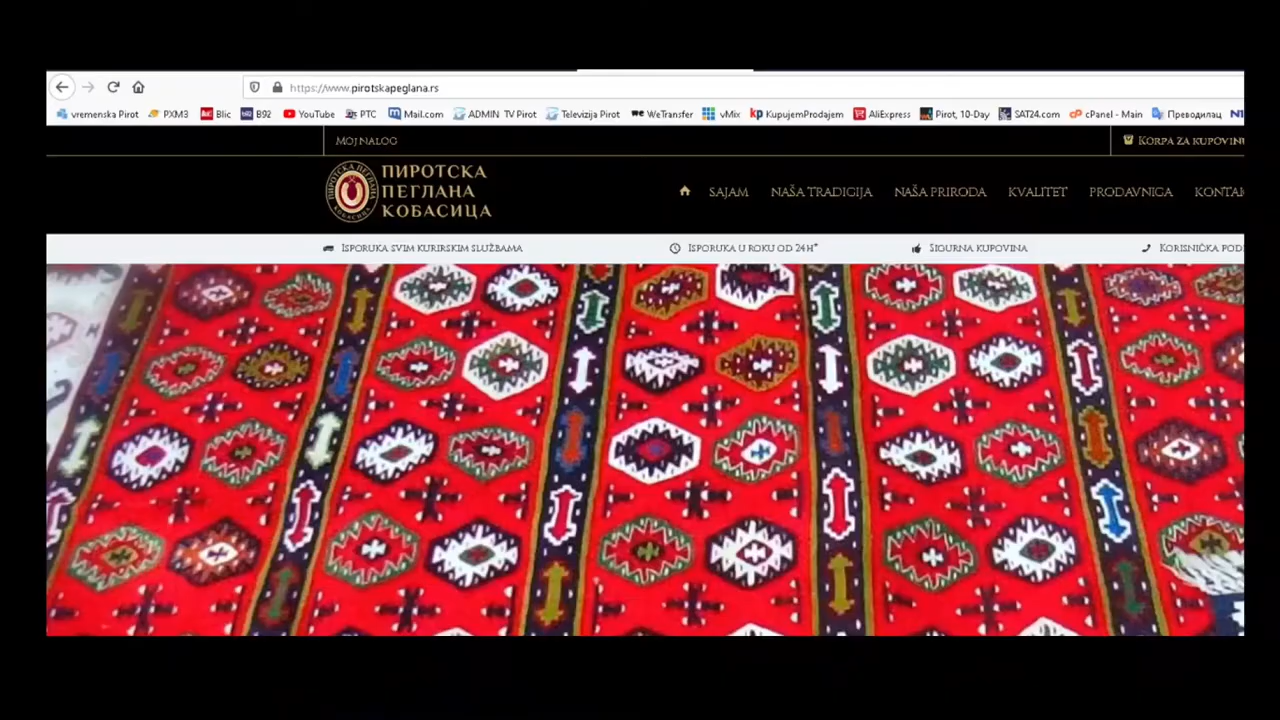 https://www.pirotskapeglana.rs
vremenska Pirot PXM3 Blic B92 YouTube PTC Mail.com ADMIN TV Pirot Televizija Pirot WeTransfer vMix KupujemProdajem AliExpress Pirot, 10-Day SAT24.com cPanel - Main Преводилац
MOJ NALOG KORPA ZA
ПИРОТСКА
ПЕГЛАНА
КОБАСИЦА
SAJAM NAŠA TRADICIJA NAŠA PRIRODA KVALITET PRODAVNICA
ISPORUKA SVIM KURIRSKIM SLUŽBAMA ISPORUKA U ROKU OD 24H* SIGURNA KUPOVINA KORISNIČKA